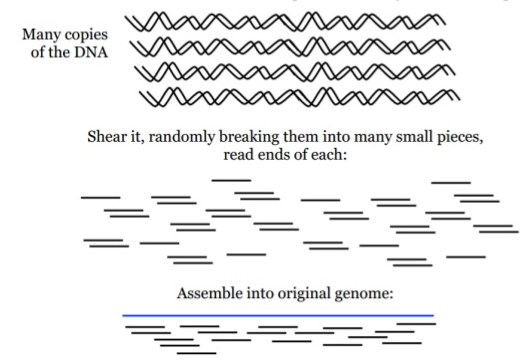 Many copies
of the DNA
Shear it, randomly breaking them into many small pieces,
read ends of each:
Assemble into original genome: